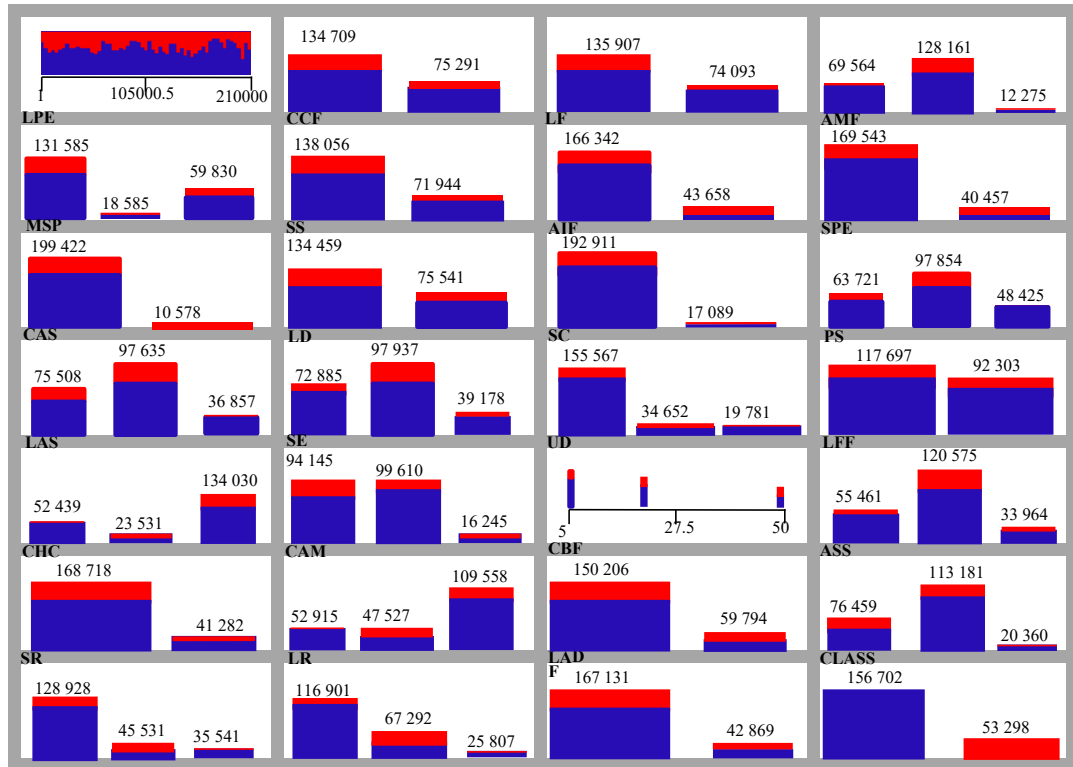 1 105000.5 210000
LPE
134 709 75 291
CCF
135 907 74 093
LF
69 564 128 161 12 275
AMF
131 585 18 585 59 830
MSP
138 056 71 944
SS
166 342 43 658
AIF
169 543 40 457
SPE
199 422 10 578
CAS
134 459 75 541
LD
192 911 17 089
SC
63 721 97 854 48 425
PS
75 508 97 635 36 857
LAS
72 885 97 937 39 178
SE
155 567 34 652 19 781
UD
117 697 92 303
LFF
52 439 23 531 134 030
CHC
94 145 99 610 16 245
CAM
5 27.5 50
CBF
55 461 120 575 33 964
ASS
168 718 41 282
SR
52 915 47 527 109 558
LR
150 206 59 794
LAD
F
76 459 113 181 20 360
CLASS
128 928 45 531 35 541
116 901 67 292 25 807
167 131 42 869
156 702 53 298